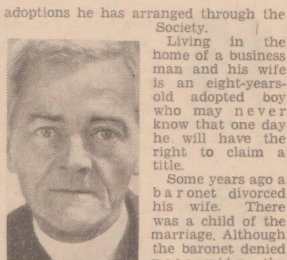 adoptions he has arranged through the
Society.
Living in the
home of a business
man and his wife
is an eight-years-
old adopted boy
who may never
know that one day
he will have the
right to claim a
title.
Some years ago a
baronet divorced
his wife. There
was a child of the
marriage. Although
the baronet denied